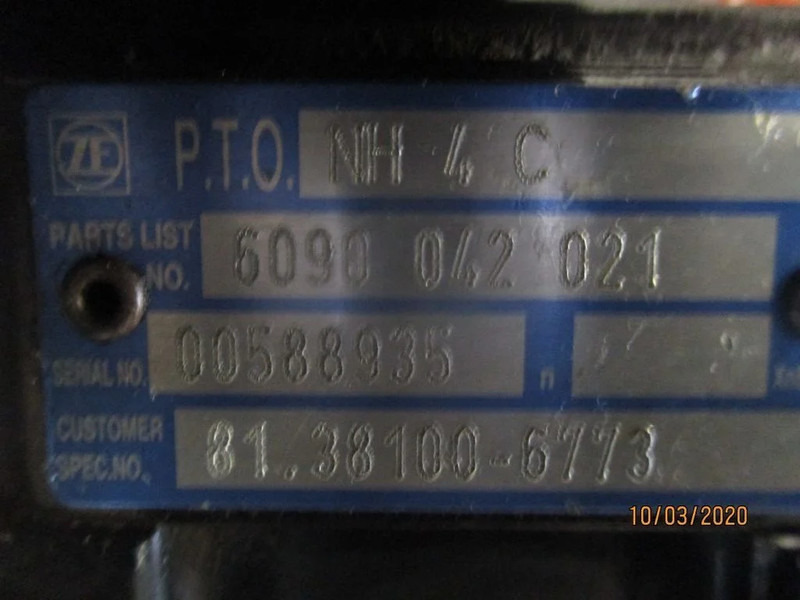 ZF P.T.O. NH 4 C
PARTS LIST
NO. 6090 042 021
SERIAL NO. 00588935 n
CUSTOMER
SPEC.NO. 81.38100-6773
10/03/2020